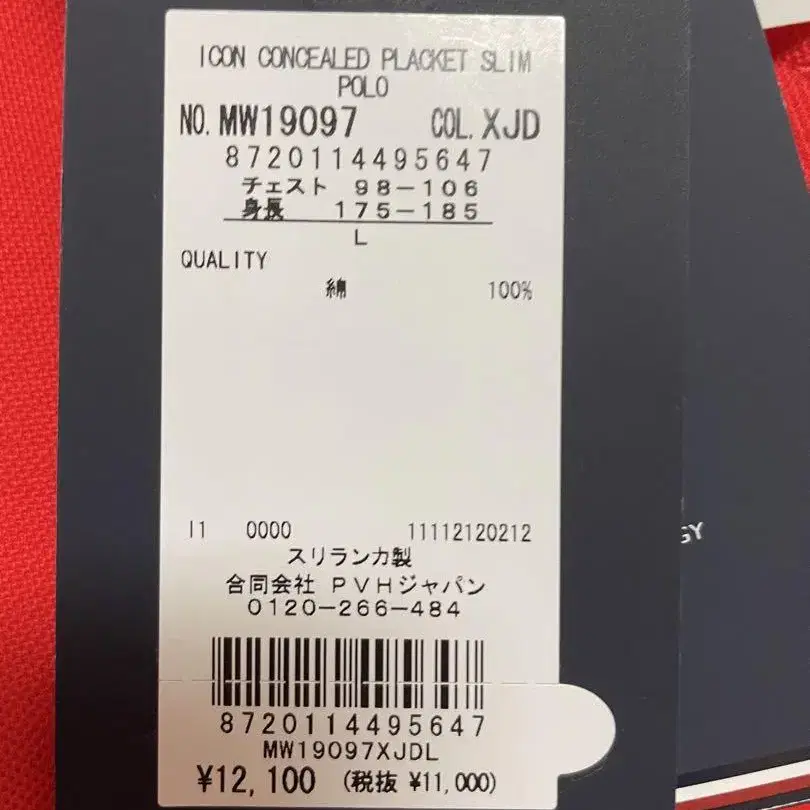 ICON CONCEALED PLACKET SLIM
POLO
NO. MW19097 COL. XJD
8720114495647
チェスト 98-106
身長 175-185
L
QUALITY
綿 100%
I1 0000 11112120212
スリランカ製
合同会社 PVHジャパン
0120-266-484
8720114495647
MW19097XJDL
¥12,100 (税抜 ¥11,000)